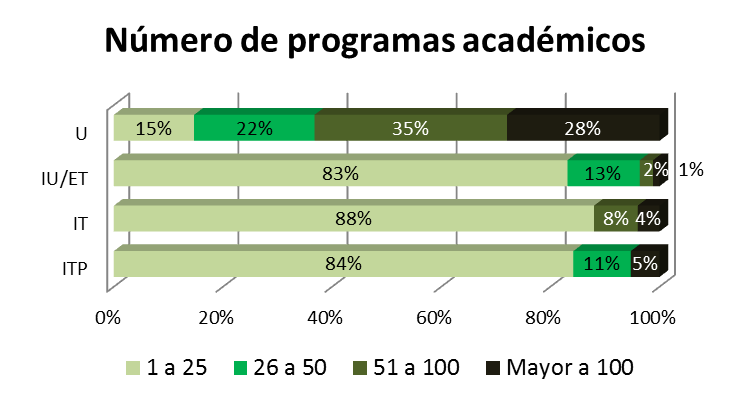 Número de programas académicos
U 15% 22% 35% 28%
IU/ET 83% 13% 2% 1%
IT 88% 8% 4%
ITP 84% 11% 5%
0% 20% 40% 60% 80% 100%
1 a 25 26 a 50 51 a 100 Mayor a 100